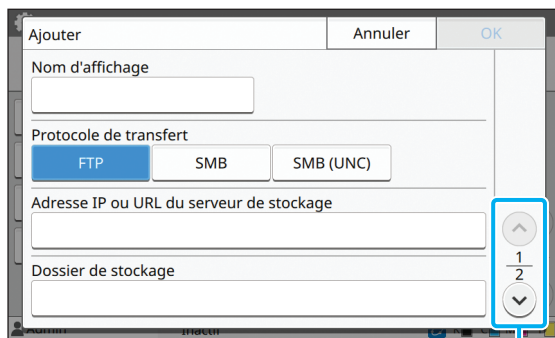 Ajouter
Annuler
OK
Nom d'affichage
Protocole de transfert
FTP
SMB
SMB (UNC)
Adresse IP ou URL du serveur de stockage
Dossier de stockage
1
2
Admin
Inactif